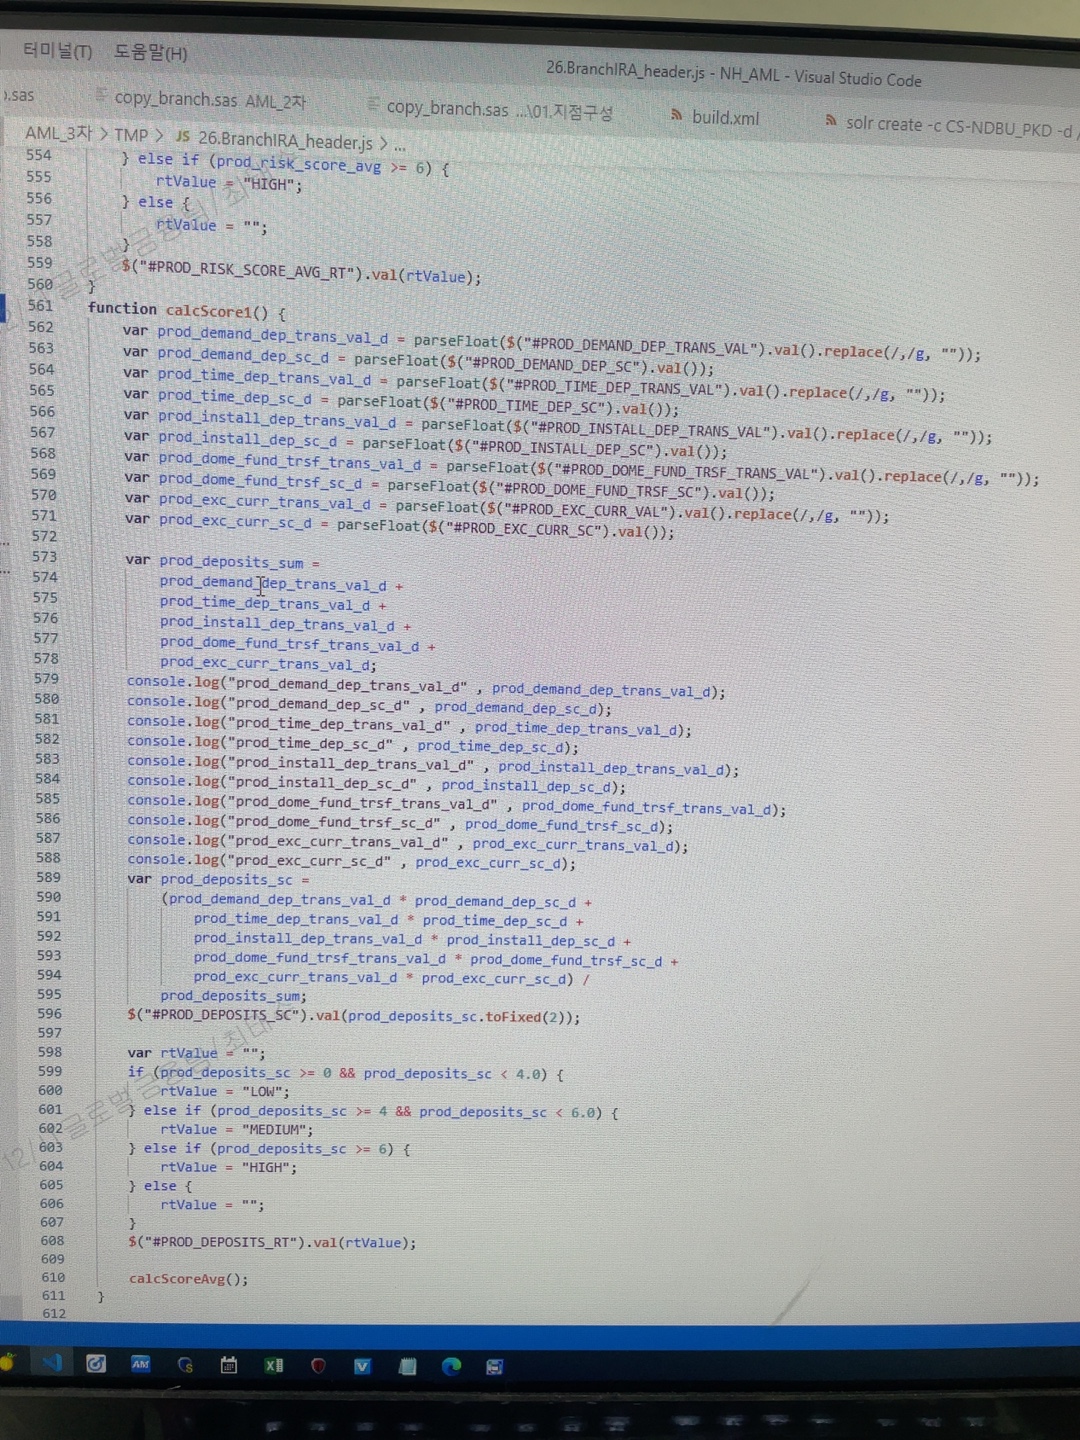 터미널(T) 도움말(H)
26.BranchIRA_header.js - NH_AML - Visual Studio Code
.sas copy_branch.sas AML_2차 copy_branch.sas ...\01.지점구성 build.xml solr create -c CS-NDBU_PKD -d
AML_3차 > TMP > JS 26.BranchIRA_header.js > ...
554 } else if (prod_risk_score_avg >= 6) {
555 rtValue = "HIGH";
556 } else {
557 rtValue = "";
558 }
559 $("#PROD_RISK_SCORE_AVG_RT").val(rtValue);
560 }
561 function calcScore1() {
562 var prod_demand_dep_trans_val_d = parseFloat($("#PROD_DEMAND_DEP_TRANS_VAL").val().replace(/,/g, ""));
563 var prod_demand_dep_sc_d = parseFloat($("#PROD_DEMAND_DEP_SC").val());
564 var prod_time_dep_trans_val_d = parseFloat($("#PROD_TIME_DEP_TRANS_VAL").val().replace(/,/g, ""));
565 var prod_time_dep_sc_d = parseFloat($("#PROD_TIME_DEP_SC").val());
566 var prod_install_dep_trans_val_d = parseFloat($("#PROD_INSTALL_DEP_TRANS_VAL").val().replace(/,/g, ""));
567 var prod_install_dep_sc_d = parseFloat($("#PROD_INSTALL_DEP_SC").val());
568 var prod_dome_fund_trsf_trans_val_d = parseFloat($("#PROD_DOME_FUND_TRSF_TRANS_VAL").val().replace(/,/g, ""));
569 var prod_dome_fund_trsf_sc_d = parseFloat($("#PROD_DOME_FUND_TRSF_SC").val());
570 var prod_exc_curr_trans_val_d = parseFloat($("#PROD_EXC_CURR_VAL").val().replace(/,/g, ""));
571 var prod_exc_curr_sc_d = parseFloat($("#PROD_EXC_CURR_SC").val());
572
573 var prod_deposits_sum =
574 prod_demand_dep_trans_val_d +
575 prod_time_dep_trans_val_d +
576 prod_install_dep_trans_val_d +
577 prod_dome_fund_trsf_trans_val_d +
578 prod_exc_curr_trans_val_d;
579 console.log("prod_demand_dep_trans_val_d" , prod_demand_dep_trans_val_d);
580 console.log("prod_demand_dep_sc_d" , prod_demand_dep_sc_d);
581 console.log("prod_time_dep_trans_val_d" , prod_time_dep_trans_val_d);
582 console.log("prod_time_dep_sc_d" , prod_time_dep_sc_d);
583 console.log("prod_install_dep_trans_val_d" , prod_install_dep_trans_val_d);
584 console.log("prod_install_dep_sc_d" , prod_install_dep_sc_d);
585 console.log("prod_dome_fund_trsf_trans_val_d" , prod_dome_fund_trsf_trans_val_d);
586 console.log("prod_dome_fund_trsf_sc_d" , prod_dome_fund_trsf_sc_d);
587 console.log("prod_exc_curr_trans_val_d" , prod_exc_curr_trans_val_d);
588 console.log("prod_exc_curr_sc_d" , prod_exc_curr_sc_d);
589 var prod_deposits_sc =
590 (prod_demand_dep_trans_val_d * prod_demand_dep_sc_d +
591 prod_time_dep_trans_val_d * prod_time_dep_sc_d +
592 prod_install_dep_trans_val_d * prod_install_dep_sc_d +
593 prod_dome_fund_trsf_trans_val_d * prod_dome_fund_trsf_sc_d +
594 prod_exc_curr_trans_val_d * prod_exc_curr_sc_d) /
595 prod_deposits_sum;
596 $("#PROD_DEPOSITS_SC").val(prod_deposits_sc.toFixed(2));
597
598 var rtValue = "";
599 if (prod_deposits_sc >= 0 && prod_deposits_sc < 4.0) {
600 rtValue = "LOW";
601 } else if (prod_deposits_sc >= 4 && prod_deposits_sc < 6.0) {
602 rtValue = "MEDIUM";
603 } else if (prod_deposits_sc >= 6) {
604 rtValue = "HIGH";
605 } else {
606 rtValue = "";
607 }
608 $("#PROD_DEPOSITS_RT").val(rtValue);
609
610 calcScoreAvg();
611 }
612
AM